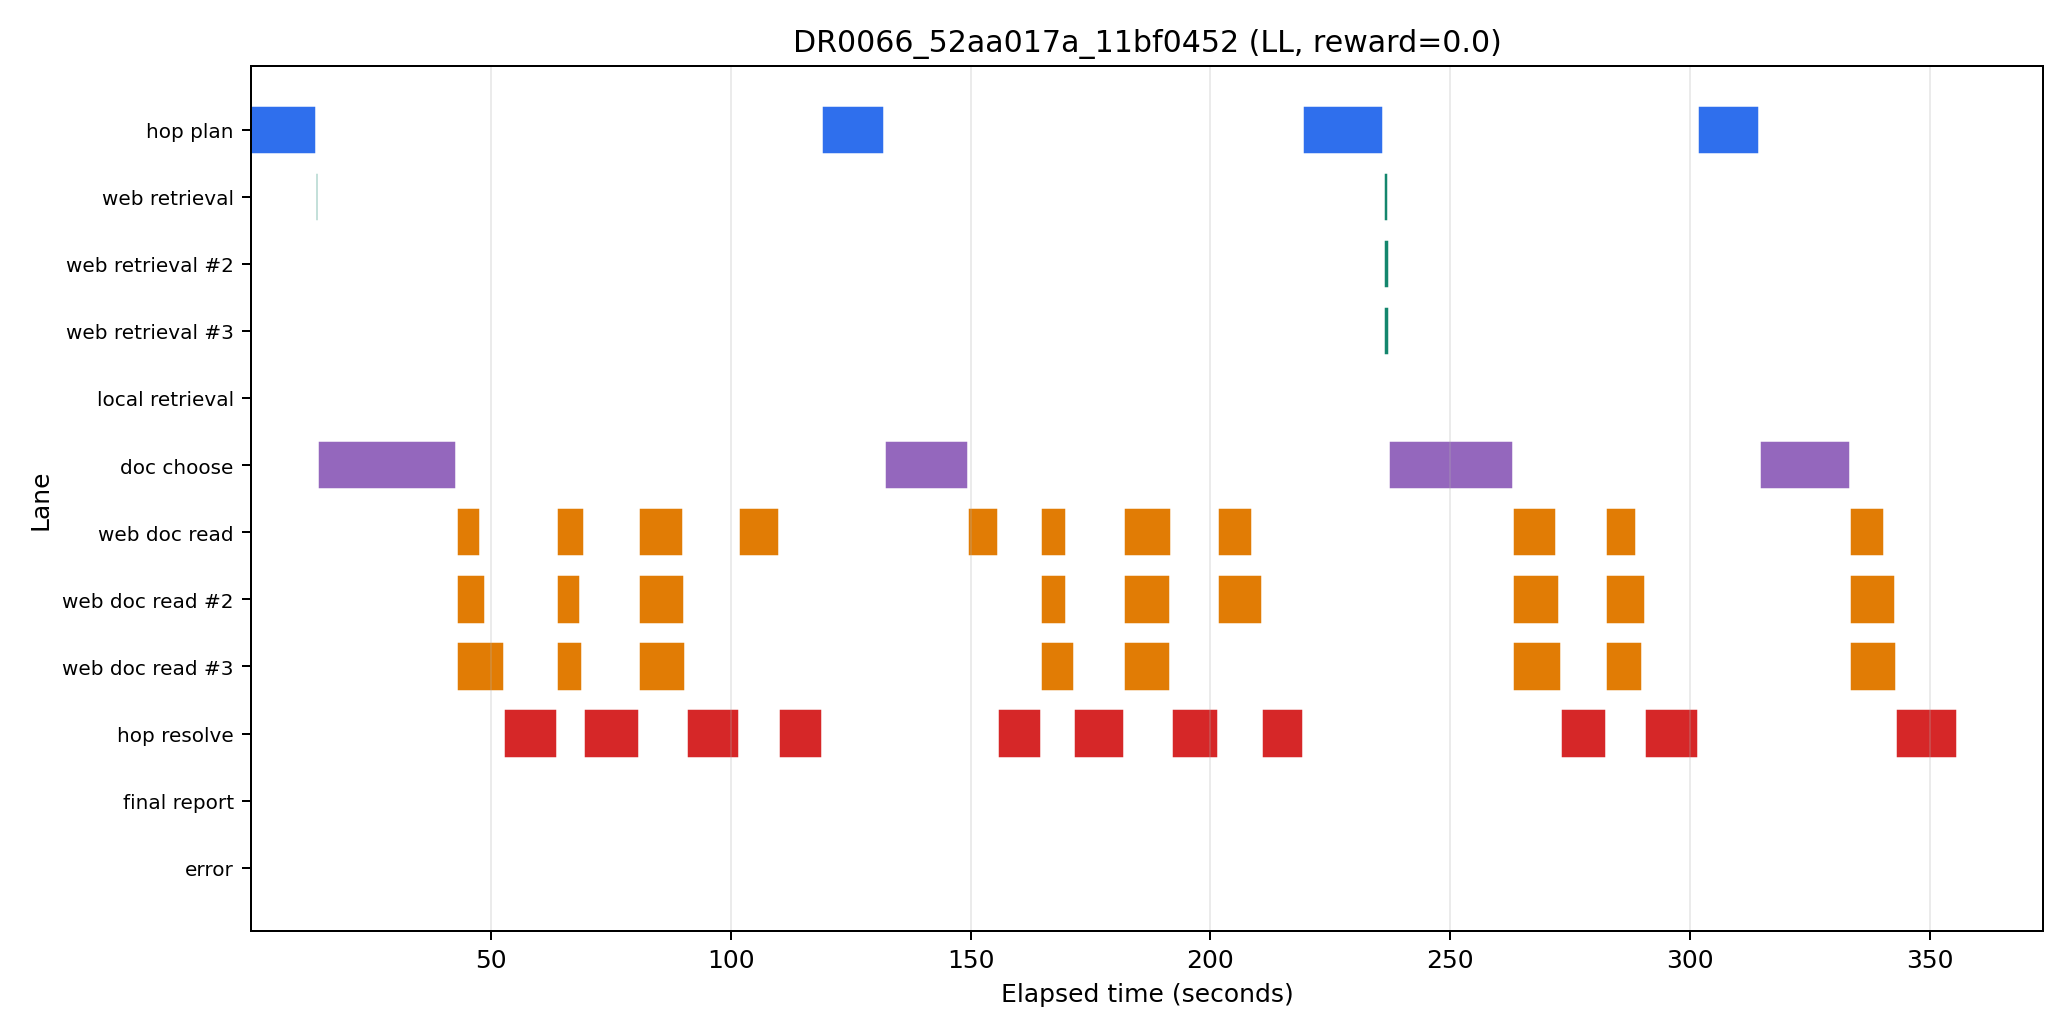 DR0066_52aa017a_11bf0452 (LL, reward=0.0)
Lane
hop plan
web retrieval
web retrieval #2
web retrieval #3
local retrieval
doc choose
web doc read
web doc read #2
web doc read #3
hop resolve
final report
error
50 100 150 200 250 300 350
Elapsed time (seconds)